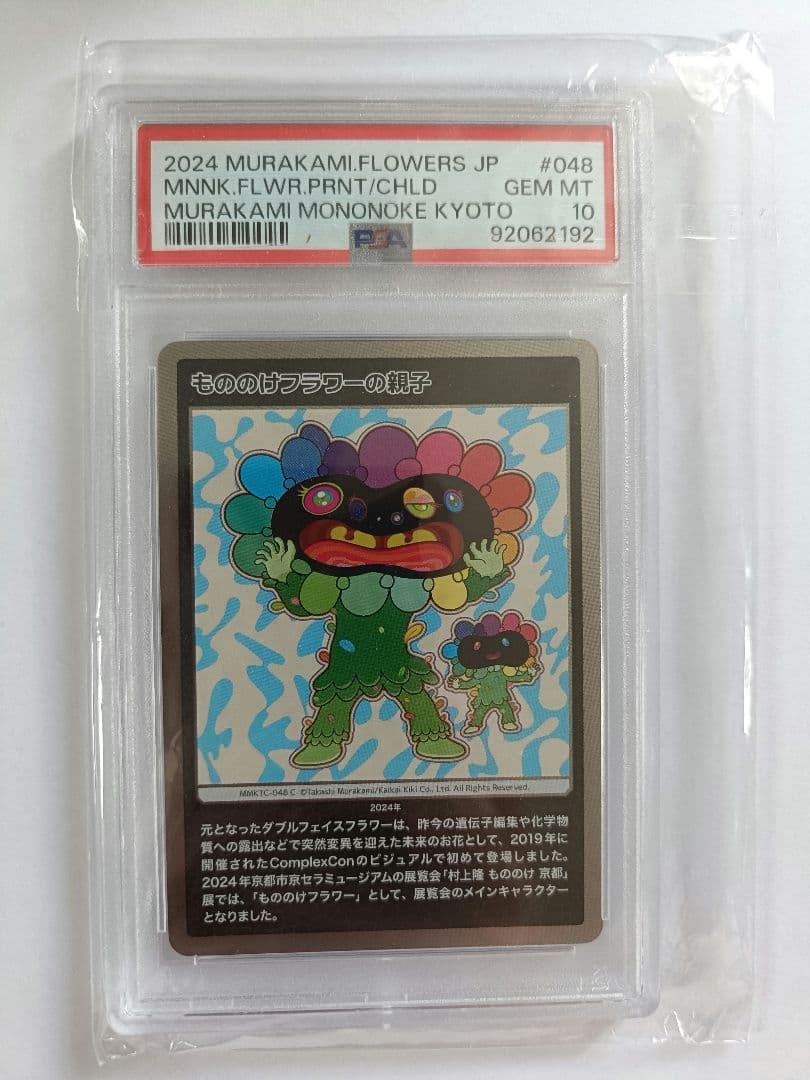 2024 MURAKAMI.FLOWERS JP #048
MNNK.FLWR.PRNT/CHLD GEM MT
MURAKAMI MONONOKE KYOTO 10
PSA 92062192
もののけフラワーの親子
MMKTC-048 C ©Takashi Murakami/Kaikai Kiki Co., Ltd. All Rights Reserved.
2024年
元となったダブルフェイスフラワーは、昨今の遺伝子編集や化学物
質への露出などで突然変異を迎えた未来のお花として、2019年に
開催されたComplexConのビジュアルで初めて登場しました。
2024年京都市京セラミュージアムの展覧会「村上隆 もののけ 京都」
展では、「もののけフラワー」として、展覧会のメインキャラクター
となりました。